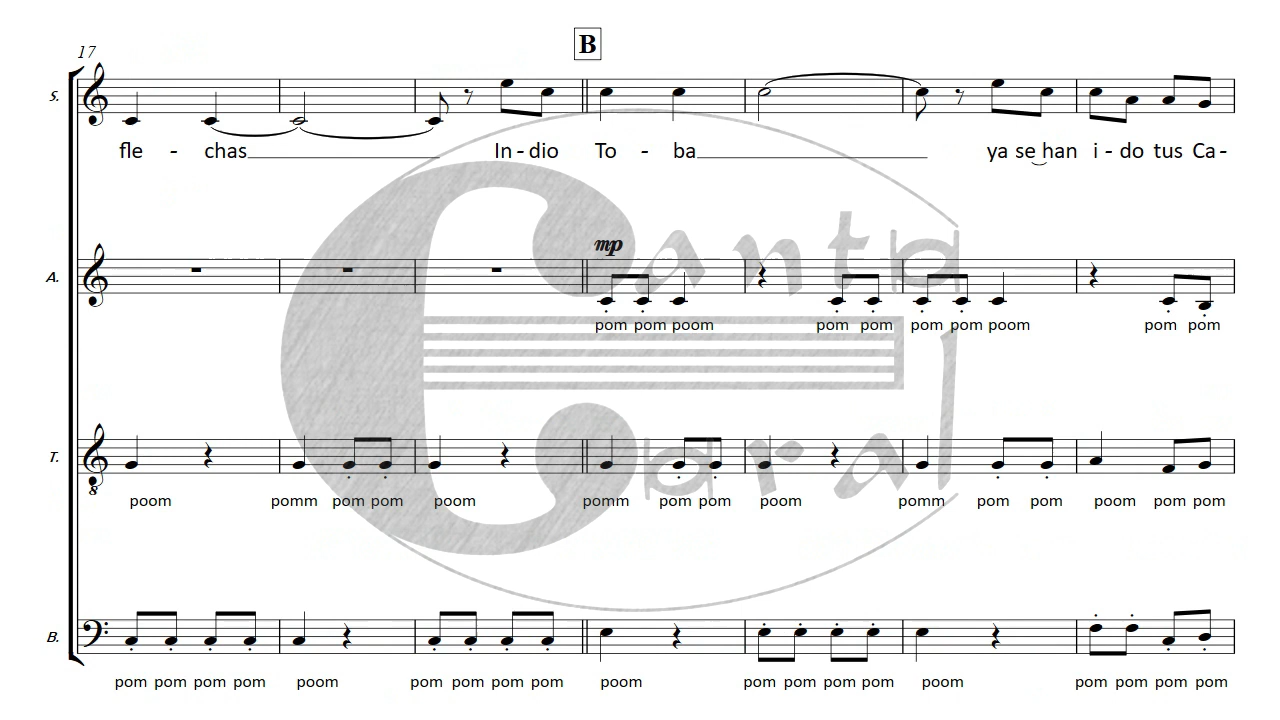 17
B
S.
fle - chas In - dio To - ba ya se han i - do tus Ca -
mp
A.
pom pom poom pom pom pom pom poom pom pom
T.
8
poom pomm pom pom poom pomm pom pom poom pomm pom pom poom pom pom
B.
pom pom pom pom poom pom pom pom pom poom pom pom pom pom poom pom pom pom pom
Canto
Coral